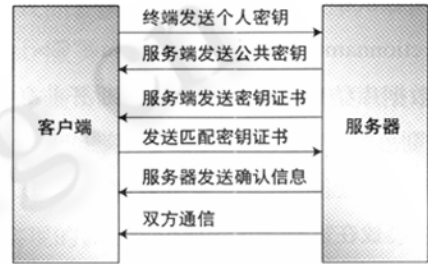 终端发送个人密钥
服务端发送公共密钥
服务端发送密钥证书
客户端
服务器
发送匹配密钥证书
服务器发送确认信息
双方通信